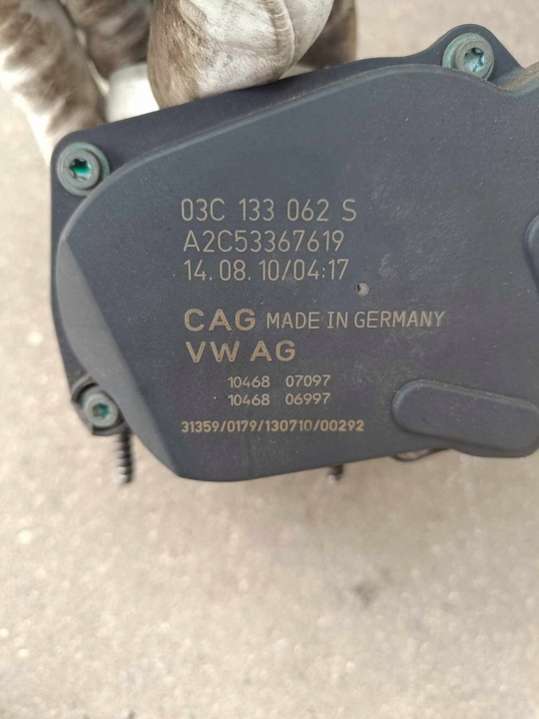 03C 133 062 S
A2C53367619
14.08.10/04:17
CAG MADE IN GERMANY
VW AG
10468 07097
10468 06997
31359/0179/130710/00292